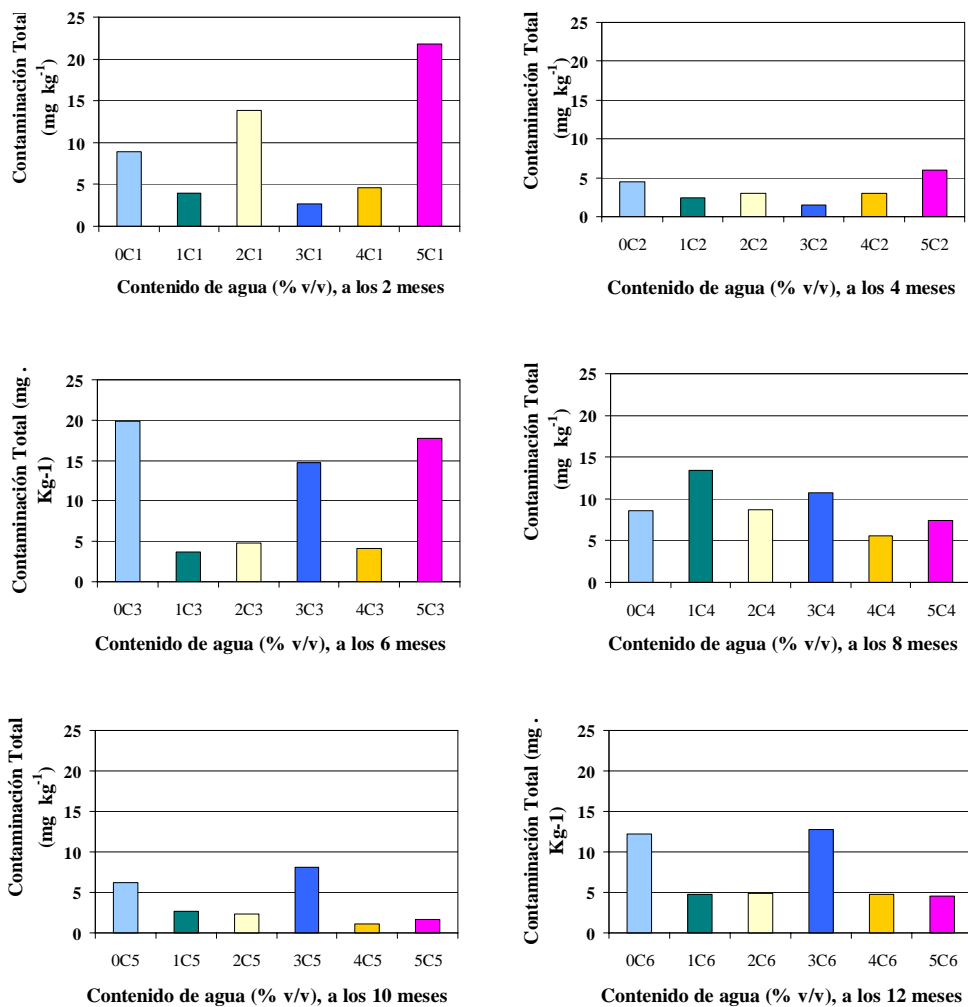 Contaminación Total
(mg kg-1)
25
20
15
10
5
0
0C1 1C1 2C1 3C1 4C1 5C1
Contenido de agua (% v/v), a los 2 meses
Contaminación Total
(mg kg-1)
25
20
15
10
5
0
0C2 1C2 2C2 3C2 4C2 5C2
Contenido de agua (% v/v), a los 4 meses
Contaminación Total (mg .
Kg-1)
25
20
15
10
5
0
0C3 1C3 2C3 3C3 4C3 5C3
Contenido de agua (% v/v), a los 6 meses
Contaminación Total
(mg kg-1)
25
20
15
10
5
0
0C4 1C4 2C4 3C4 4C4 5C4
Contenido de agua (% v/v), a los 8 meses
Contaminación Total
(mg kg-1)
25
20
15
10
5
0
0C5 1C5 2C5 3C5 4C5 5C5
Contenido de agua (% v/v), a los 10 meses
Contaminación Total (mg .
Kg-1)
25
20
15
10
5
0
0C6 1C6 2C6 3C6 4C6 5C6
Contenido de agua (% v/v), a los 12 meses